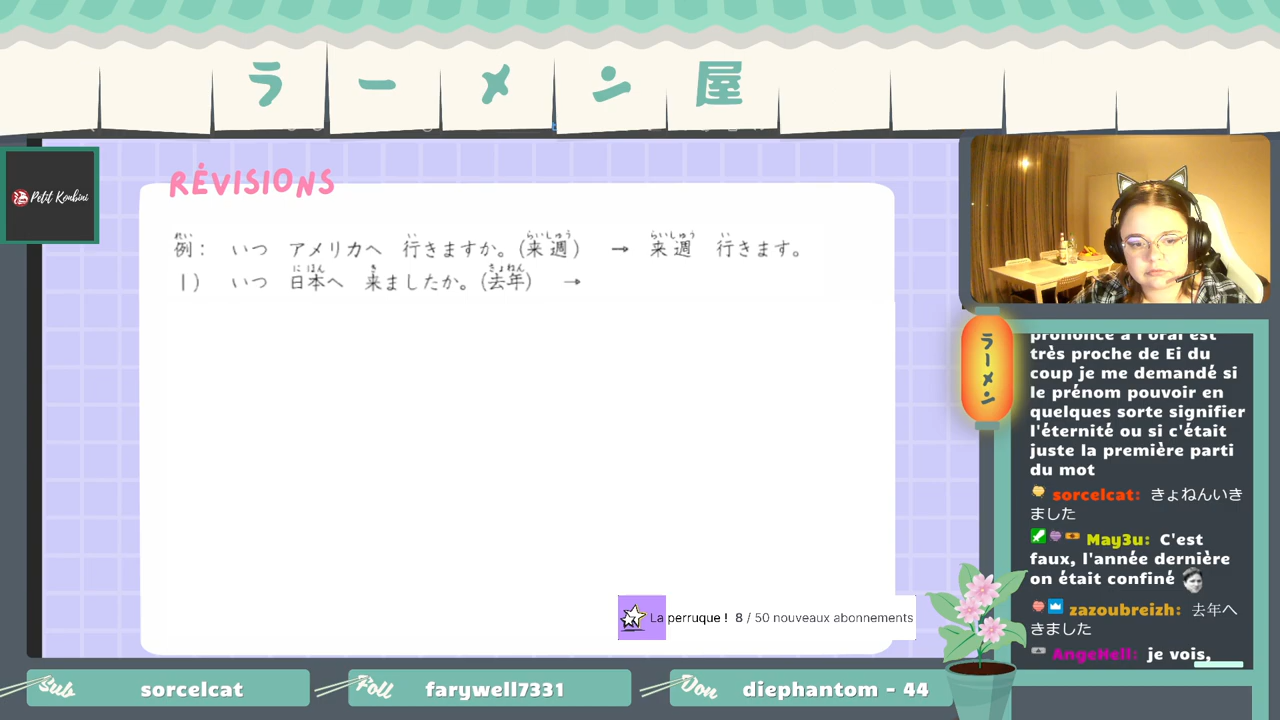 ラーメン屋
Petit Konbini
RÉVISIONS
例： いつ アメリカへ 行きますか。(来週) → 来週 行きます。
1) いつ 日本へ 来ましたか。(去年) →
ラーメン
prononcé à l'oral est
très proche de Ei du
coup je me demandé si
le prénom pouvoir en
quelques sorte signifier
l'éternité ou si c'était
juste la première parti
du mot
sorcelcat: きょねんいき
ました
May3u: C'est
faux, l'année dernière
on était confiné
zazoubreizh: 去年へ
きました
AngeHell: je vois,
La perruque ! 8 / 50 nouveaux abonnements
Sub sorcelcat
Foll farywell7331
Don diephantom - 44